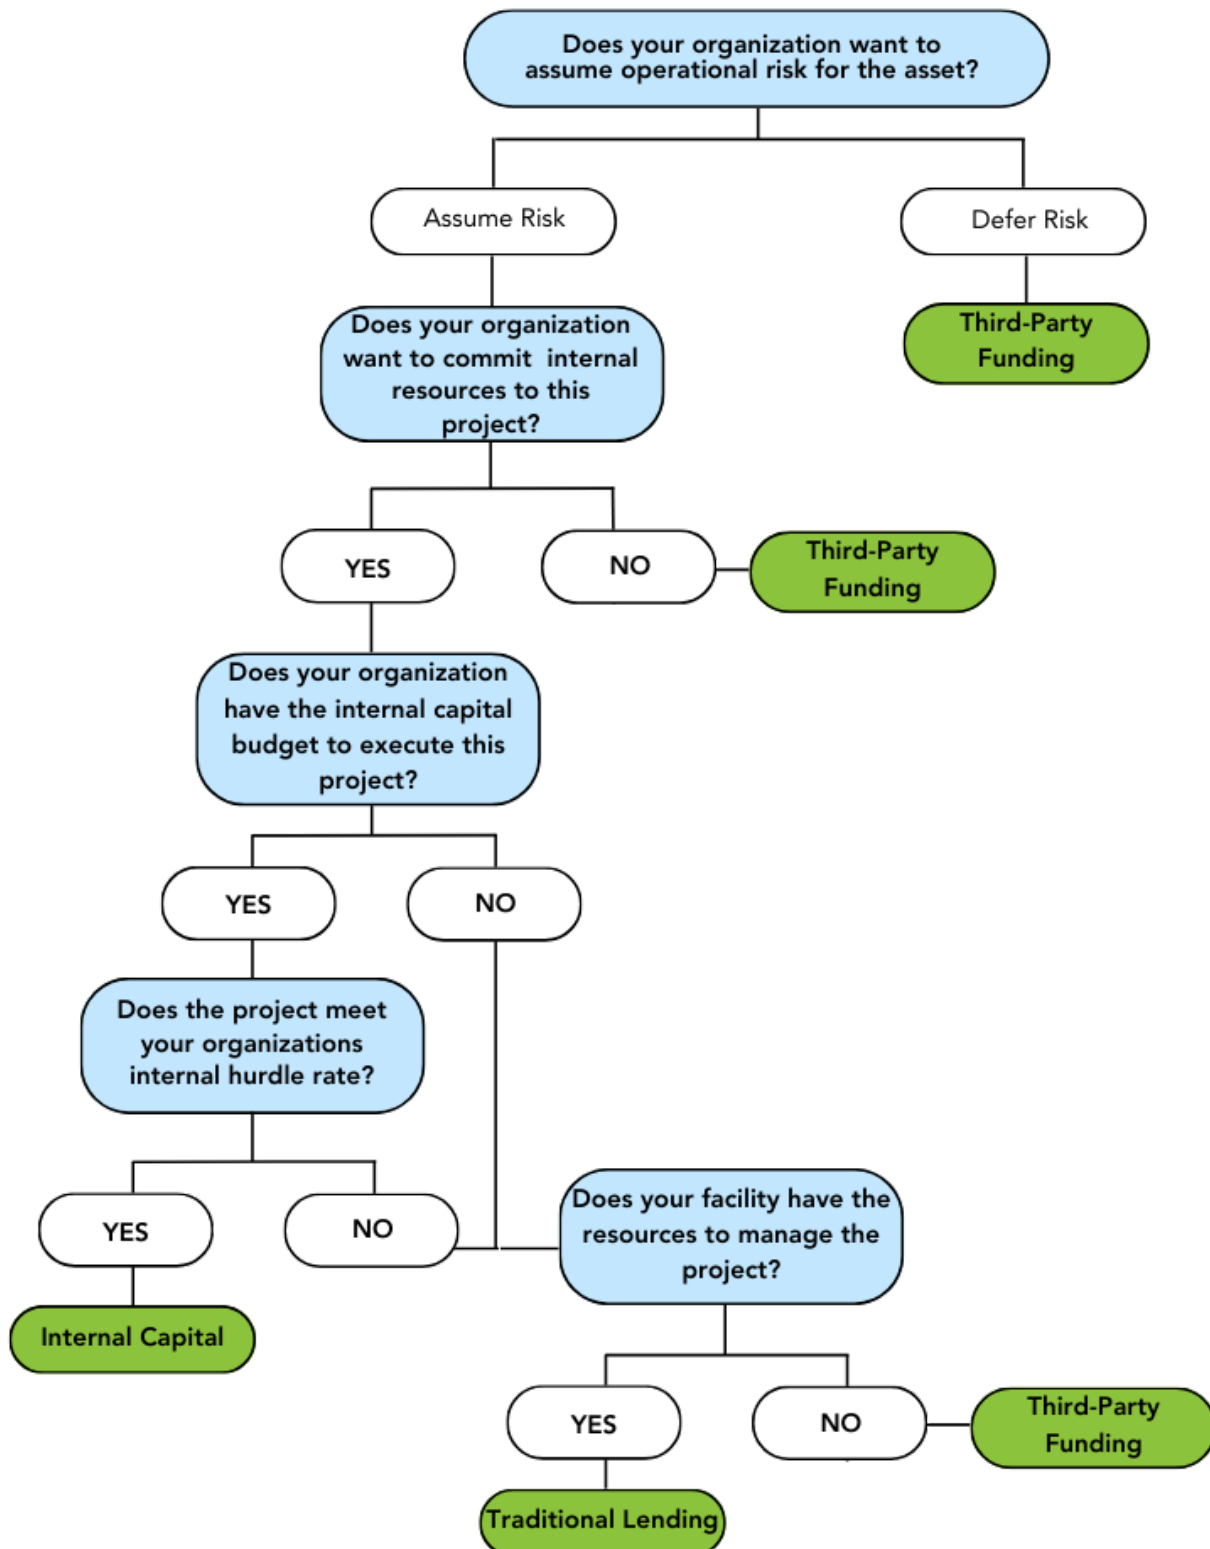 Does your organization want to
assume operational risk for the asset?
Assume Risk
Defer Risk
Third-Party
Funding
Does your organization
want to commit internal
resources to this
project?
YES
NO
Third-Party
Funding
Does your organization
have the internal capital
budget to execute this
project?
YES
NO
Does the project meet
your organizations
internal hurdle rate?
YES
NO
Does your facility have the
resources to manage the
project?
Internal Capital
YES
NO
Third-Party
Funding
Traditional Lending